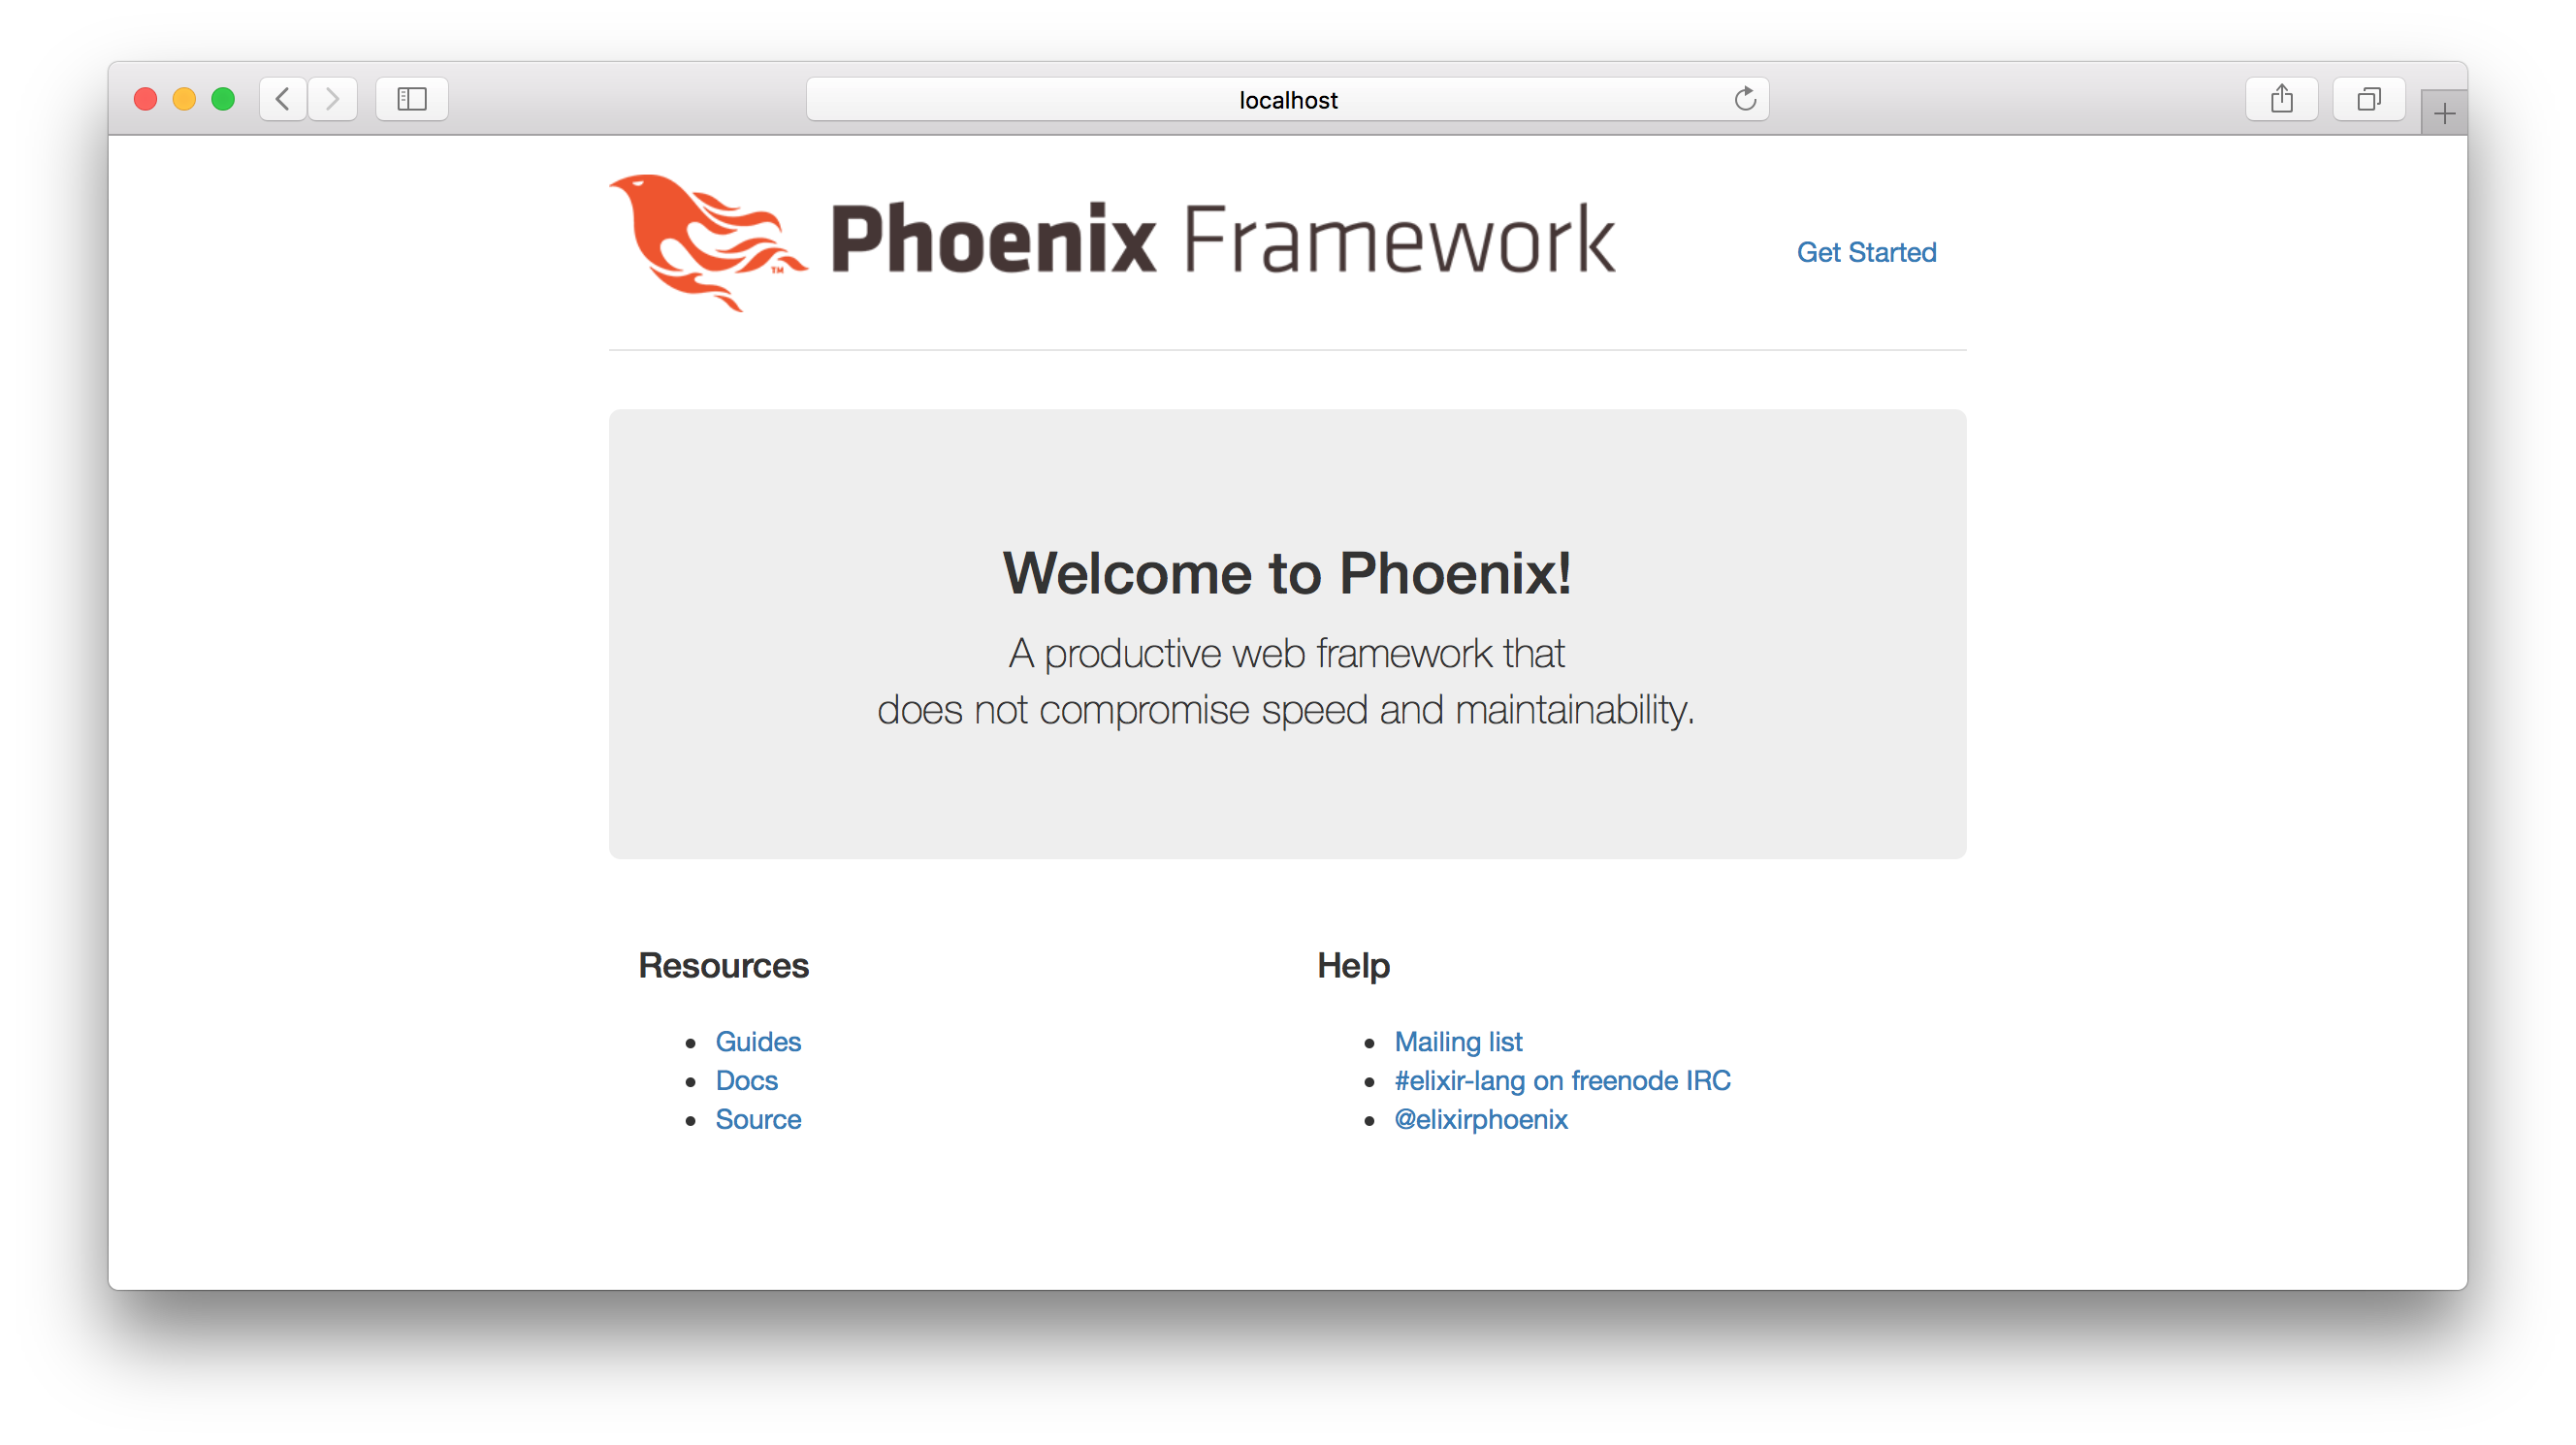 localhost
Phoenix Framework
TM
Get Started
Welcome to Phoenix!
A productive web framework that
does not compromise speed and maintainability.
Resources
Guides
Docs
Source
Help
Mailing list
#elixir-lang on freenode IRC
@elixirphoenix